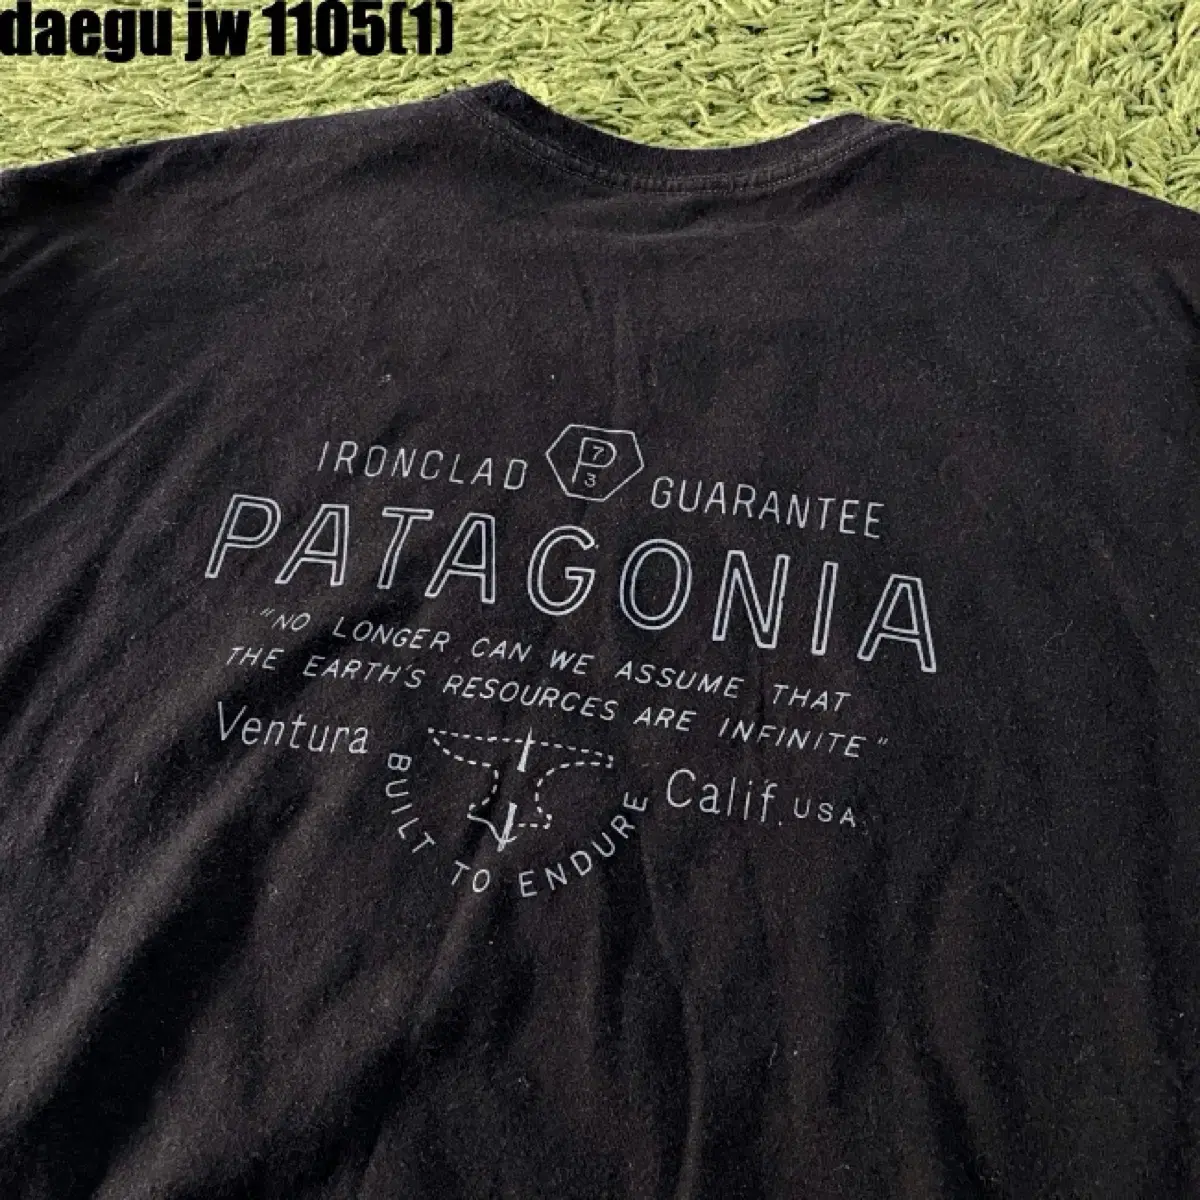 daegu jw 1105(1)
IRONCLAD P 7 3 GUARANTEE
PATAGONIA
"NO LONGER CAN WE ASSUME THAT
THE EARTH'S RESOURCES ARE INFINITE"
Ventura Calif. USA
BUILT TO ENDURE